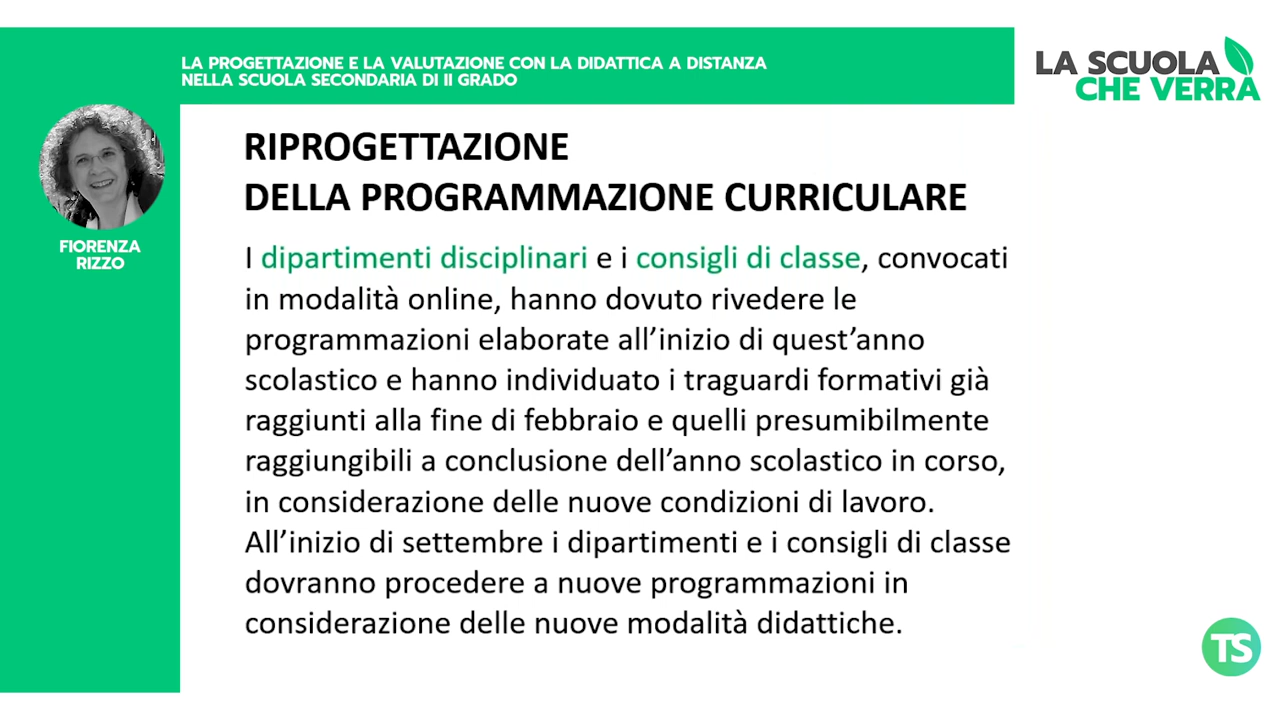 LA PROGETTAZIONE E LA VALUTAZIONE CON LA DIDATTICA A DISTANZA
NELLA SCUOLA SECONDARIA DI II GRADO
LA SCUOLA
CHE VERRA
FIORENZA
RIZZO
RIPROGETTAZIONE
DELLA PROGRAMMAZIONE CURRICULARE
I dipartimenti disciplinari e i consigli di classe, convocati
in modalità online, hanno dovuto rivedere le
programmazioni elaborate all’inizio di quest’anno
scolastico e hanno individuato i traguardi formativi già
raggiunti alla fine di febbraio e quelli presumibilmente
raggiungibili a conclusione dell’anno scolastico in corso,
in considerazione delle nuove condizioni di lavoro.
All’inizio di settembre i dipartimenti e i consigli di classe
dovranno procedere a nuove programmazioni in
considerazione delle nuove modalità didattiche.
TS